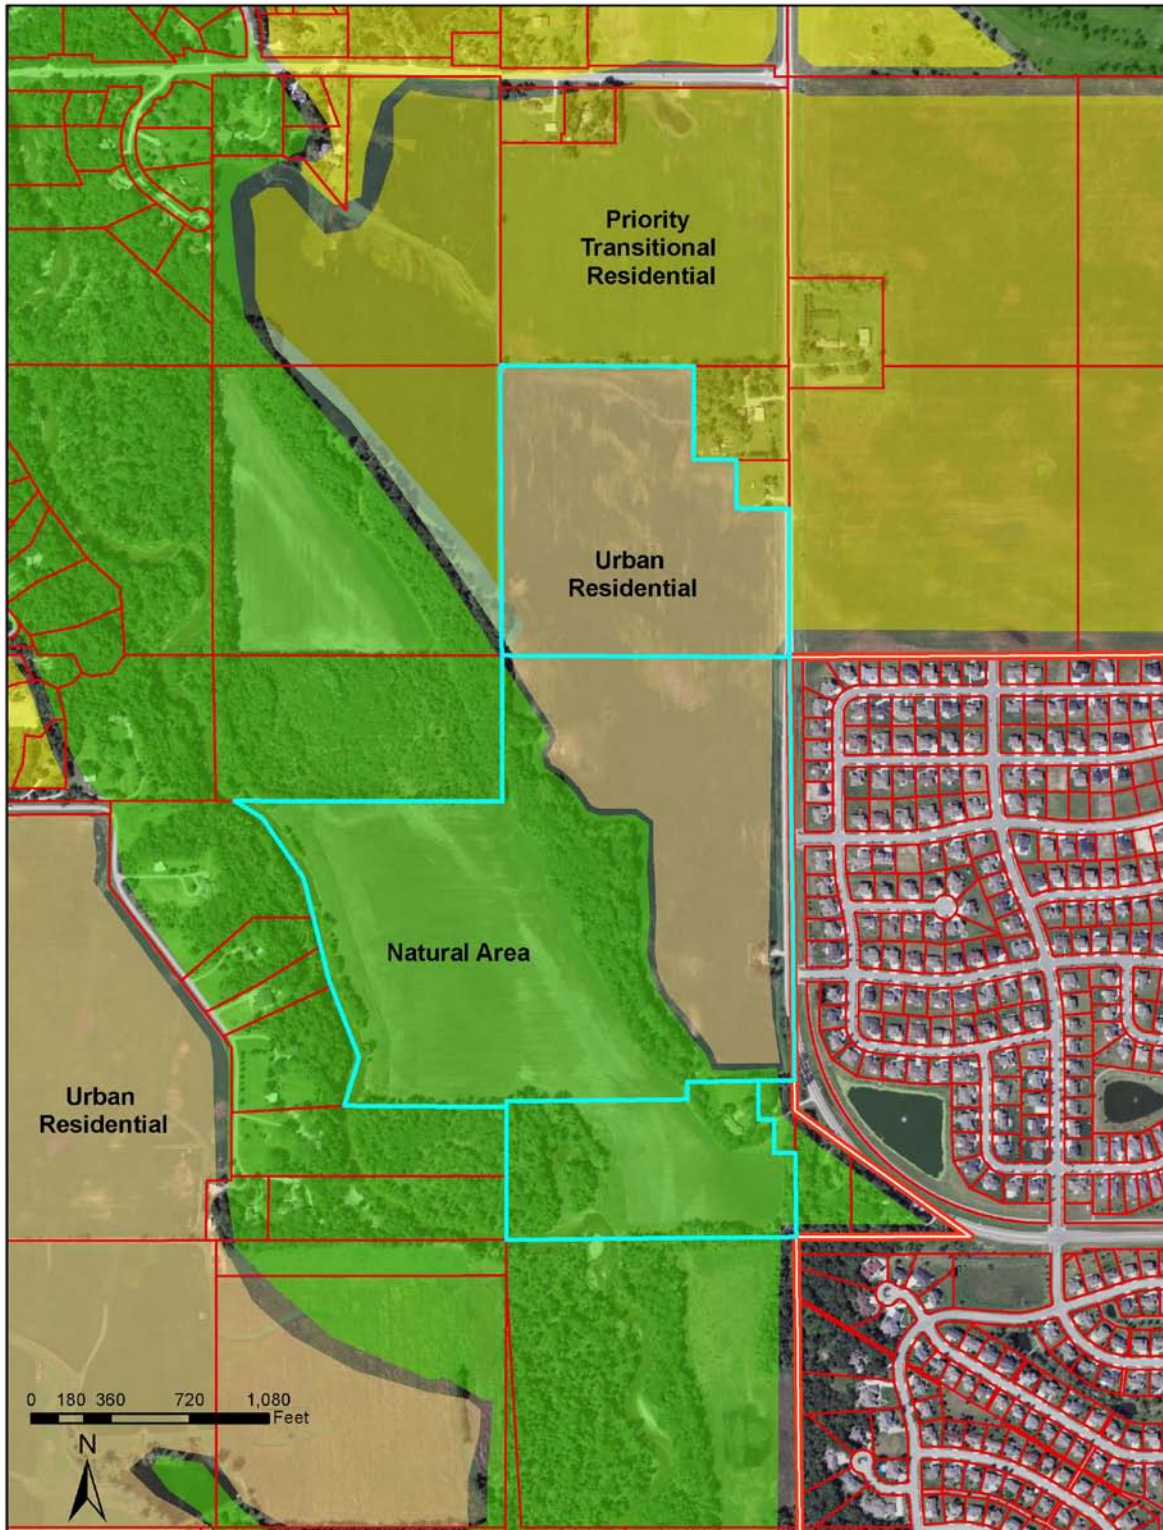 Priority
Transitional
Residential
Urban
Residential
Natural Area
Urban
Residential
0 180 360 720 1,080
Feet
N